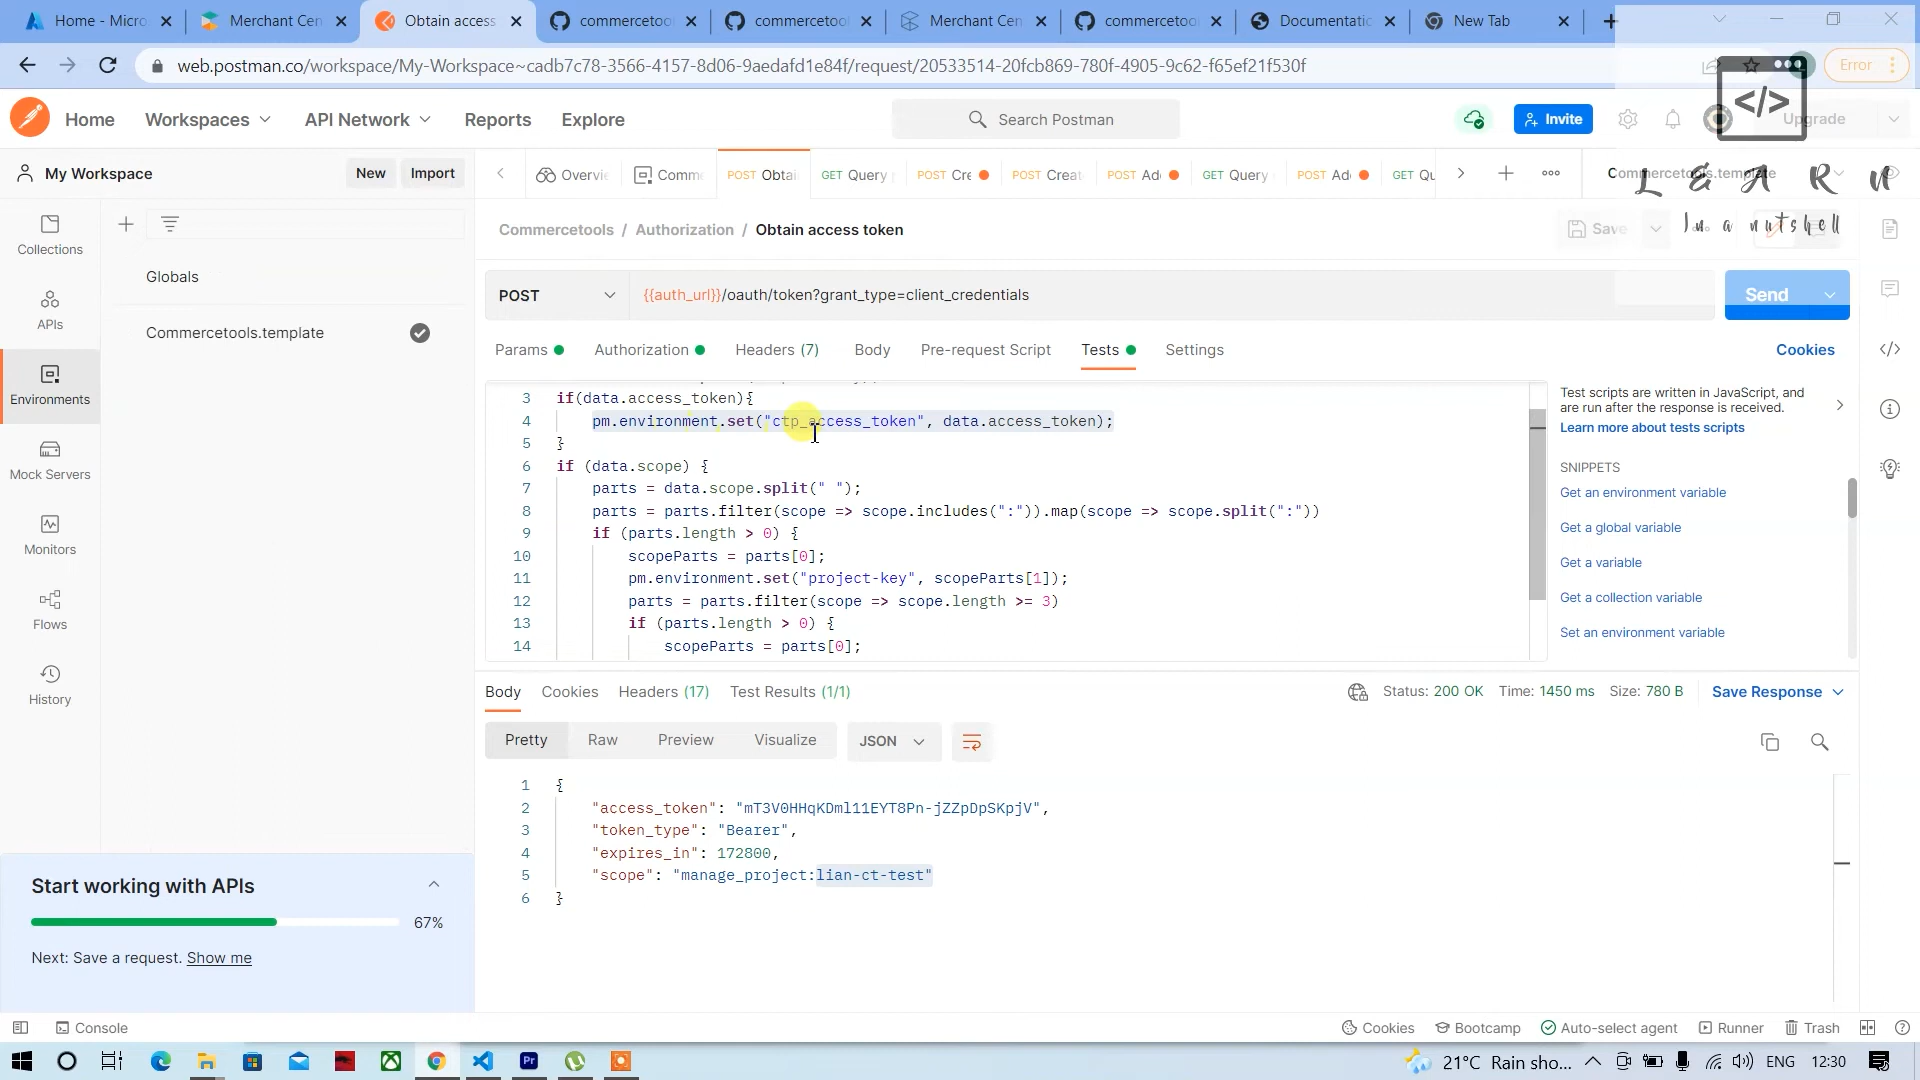 Home - Micro
Merchant Cen
Obtain access
commercetoo
commercetool
Merchant Cen
commercetoo
Documentatio
New Tab
web.postman.co/workspace/My-Workspace~cadb7c78-3566-4157-8d06-9aedafd1e84f/request/20533514-20fcb869-780f-4905-9c62-f65ef21f530f
Error
Home
Workspaces
API Network
Reports
Explore
Search Postman
Invite
</>
Upgrade
My Workspace
New
Import
Overvie
Comme
POST Obtai
GET Query
POST Cre
POST Creat
POST Ad
GET Query
POST Ad
GET Qu
Commercetools.template
L & A R n
In a nutshell
Collections
APIs
Environments
Mock Servers
Monitors
Flows
History
Globals
Commercetools.template
Commercetools / Authorization / Obtain access token
Save
POST
{{auth_url}}/oauth/token?grant_type=client_credentials
Send
Params
Authorization
Headers (7)
Body
Pre-request Script
Tests
Settings
Cookies
3 if(data.access_token){
4 pm.environment.set("ctp_access_token", data.access_token);
5 }
6 if (data.scope) {
7 parts = data.scope.split(" ");
8 parts = parts.filter(scope => scope.includes(":")).map(scope => scope.split(":"))
9 if (parts.length > 0) {
10 scopeParts = parts[0];
11 pm.environment.set("project-key", scopeParts[1]);
12 parts = parts.filter(scope => scope.length >= 3)
13 if (parts.length > 0) {
14 scopeParts = parts[0];
Test scripts are written in JavaScript, and
are run after the response is received.
Learn more about tests scripts
SNIPPETS
Get an environment variable
Get a global variable
Get a variable
Get a collection variable
Set an environment variable
Body
Cookies
Headers (17)
Test Results (1/1)
Status: 200 OK
Time: 1450 ms
Size: 780 B
Save Response
Pretty
Raw
Preview
Visualize
JSON
1 {
2 "access_token": "mT3V0HHqKDml11EYT8Pn-jZZpDpSKpjV",
3 "token_type": "Bearer",
4 "expires_in": 172800,
5 "scope": "manage_project:lian-ct-test"
6 }
Start working with APIs
67%
Next: Save a request. Show me
Console
Cookies
Bootcamp
Auto-select agent
Runner
Trash
Pr
21°C Rain sho...
ENG
12:30